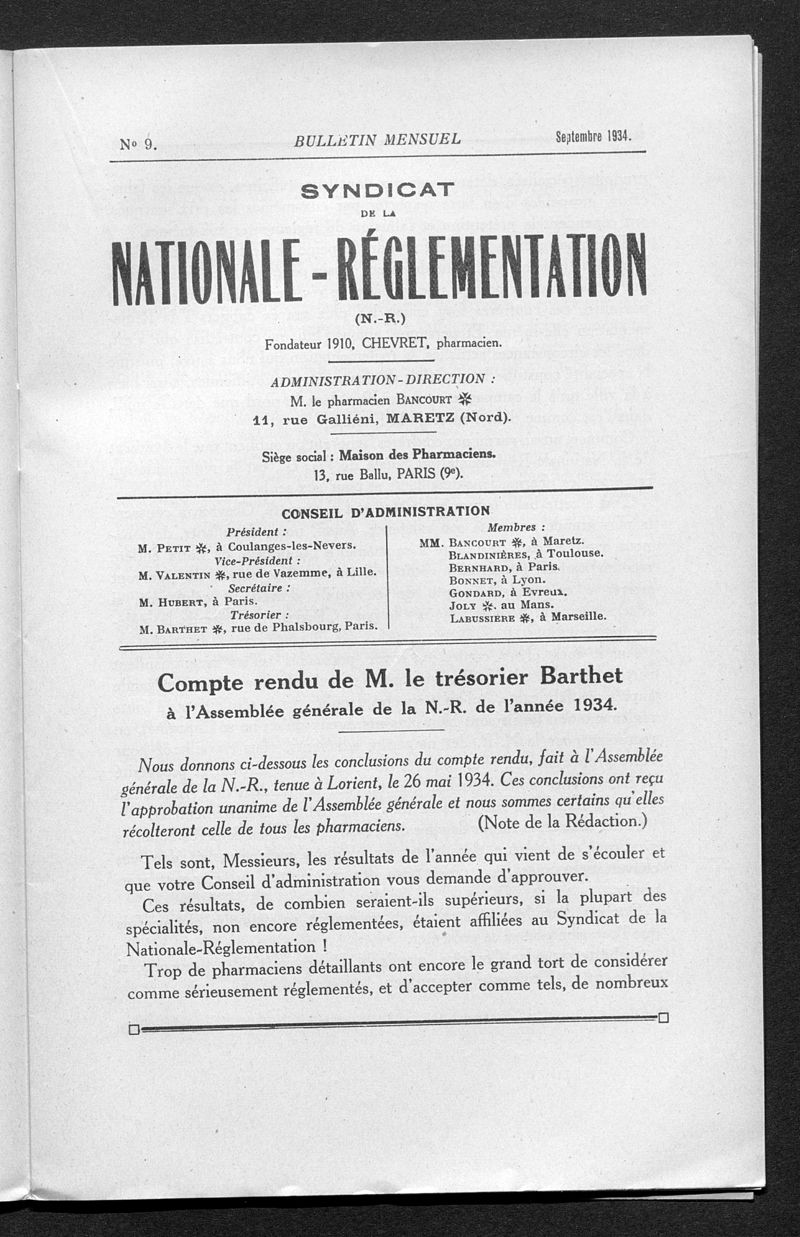 No 9.
BULLETIN MENSUEL
Septembre 1934.
SYNDICAT
DE LA
NATIONALE-RÉGLEMENTATION
(N.-R.)
Fondateur 1910, CHEVRET, pharmacien.
ADMINISTRATION-DIRECTION :
M. le pharmacien BANCOURT ✻
11, rue Galliéni, MARETZ (Nord).
Siège social : Maison des Pharmaciens.
13, rue Ballu, PARIS (9e).
CONSEIL D'ADMINISTRATION
Président :
M. PETIT ✻, à Coulanges-les-Nevers.
Vice-Président :
M. VALENTIN ✻, rue de Vazemme, à Lille.
Secrétaire :
M. HUBERT, à Paris.
Trésorier :
M. BARTHET ✻, rue de Phalsbourg, Paris.
Membres :
MM. BANCOURT ✻, à Maretz.
BLANDINIÈRES, à Toulouse.
BERNHARD, à Paris.
BONNET, à Lyon.
GONDARD, à Evreux.
JOLY ✻. au Mans.
LABUSSIÈRE ✻, à Marseille.
Compte rendu de M. le trésorier Barthet
à l'Assemblée générale de la N.-R. de l'année 1934.
Nous donnons ci-dessous les conclusions du compte rendu, fait à l'Assemblée
générale de la N.-R., tenue à Lorient, le 26 mai 1934. Ces conclusions ont reçu
l'approbation unanime de l'Assemblée générale et nous sommes certains qu'elles
récolteront celle de tous les pharmaciens. (Note de la Rédaction.)
Tels sont, Messieurs, les résultats de l'année qui vient de s'écouler et
que votre Conseil d'administration vous demande d'approuver.
Ces résultats, de combien seraient-ils supérieurs, si la plupart des
spécialités, non encore réglementées, étaient affiliées au Syndicat de la
Nationale-Réglementation !
Trop de pharmaciens détaillants ont encore le grand tort de considérer
comme sérieusement réglementés, et d'accepter comme tels, de nombreux